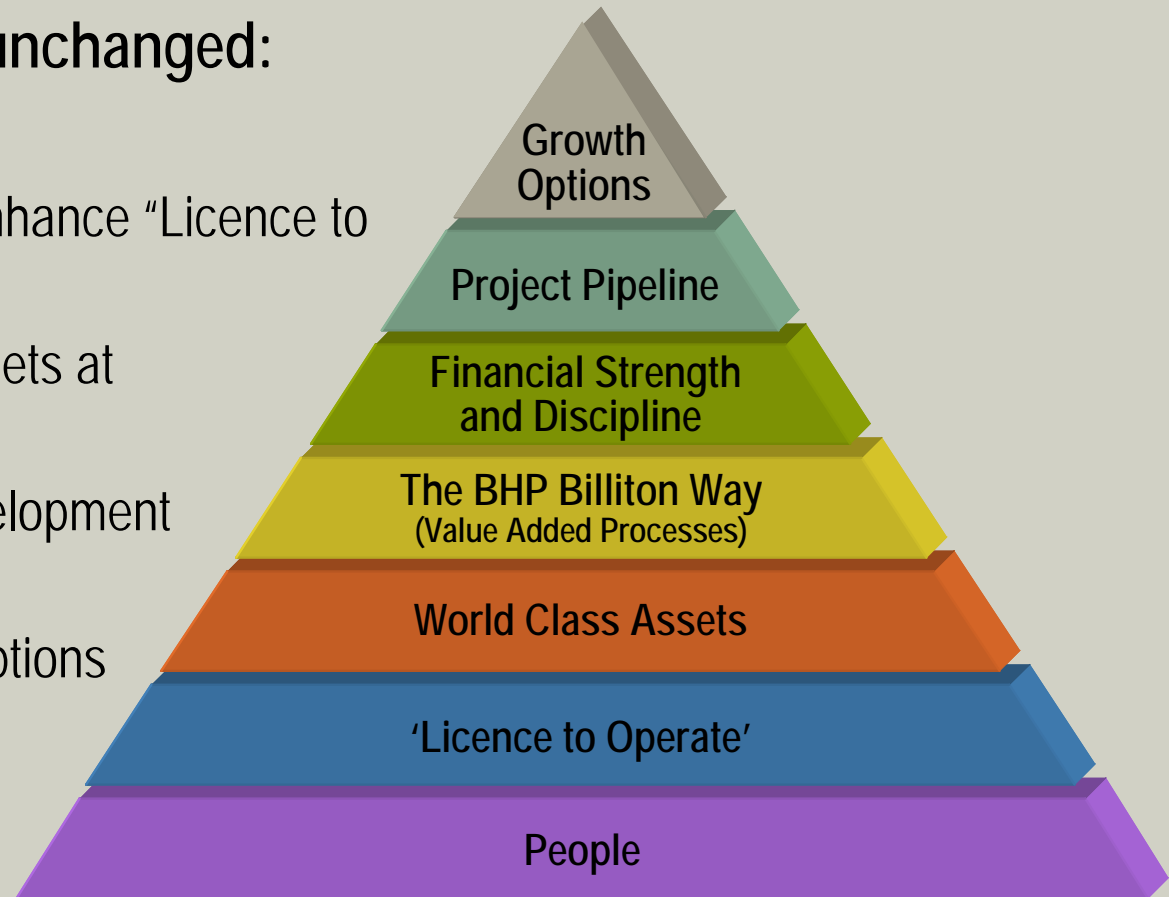 unchanged:
nhance “Licence to
ets at
elopment
ptions
Growth
Options
Project Pipeline
Financial Strength
and Discipline
The BHP Billiton Way
(Value Added Processes)
World Class Assets
‘Licence to Operate’
People